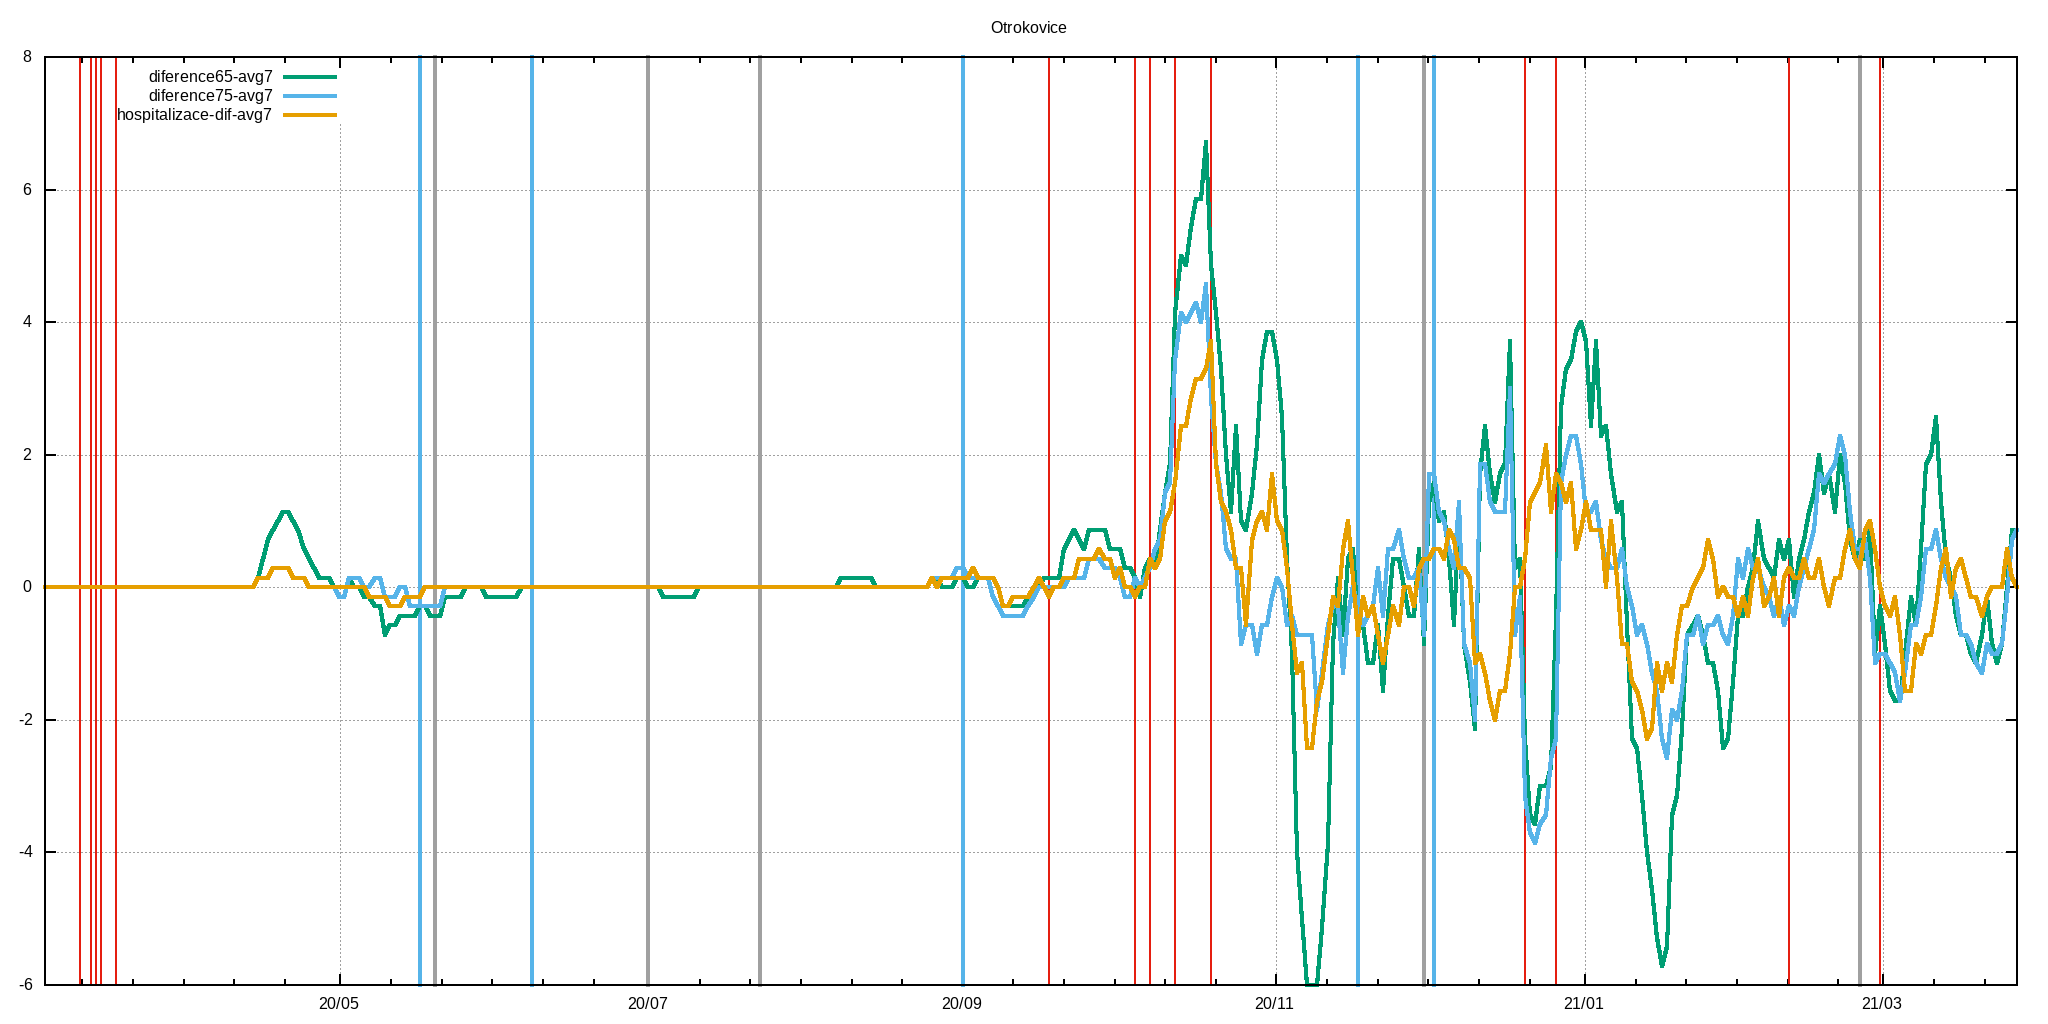 Otrokovice
8
diference65-avg7
diference75-avg7
hospitalizace-dif-avg7
6
4
2
0
-2
-4
-6
20/05 20/07 20/09 20/11 21/01 21/03